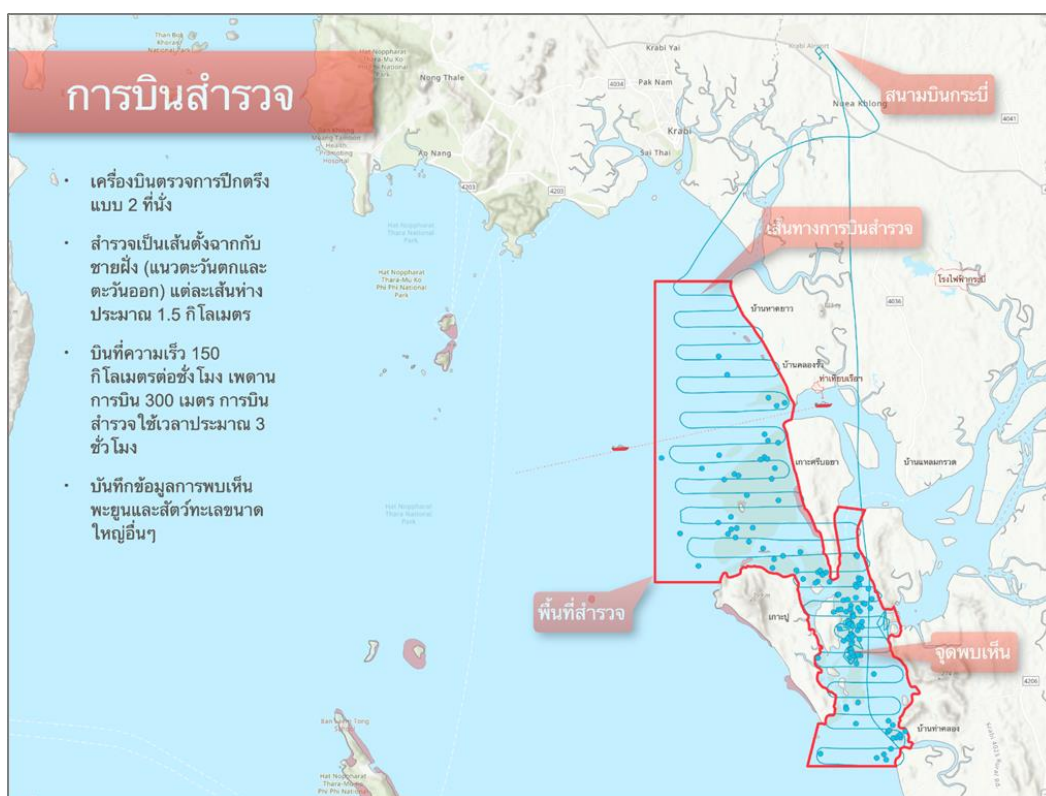 การบินสำรวจ
· เครื่องบินตรวจการปีกตรึง
แบบ 2 ที่นั่ง
· สำรวจเป็นเส้นตั้งฉากกับ
ชายฝั่ง (แนวตะวันตกและ
ตะวันออก) แต่ละเส้นห่าง
ประมาณ 1.5 กิโลเมตร
· บินที่ความเร็ว 150
กิโลเมตรต่อชั่วโมง เพดาน
การบิน 300 เมตร การบิน
สำรวจใช้เวลาประมาณ 3
ชั่วโมง
· บันทึกข้อมูลการพบเห็น
พะยูนและสัตว์ทะเลขนาด
ใหญ่อื่นๆ
สนามบินกระบี่
เส้นทางการบินสำรวจ
พื้นที่สำรวจ
จุดพบเห็น
Krabi Airport
Krabi Yai
Pak Nam
Nong Thale
Nuea Khlong
Krabi
Sai Thai
Ao Nang
4034
4041
4203
4203
4036
4206
Hat Noppharat
Thara-Mu Ko
Phi Phi National
Park
โรงไฟฟ้ากระบี่
บ้านหาดยาว
บ้านคลองรั้ว
ท่าเทียบเรือฯ
เกาะศรีบอยา
บ้านแหลมกรวด
เกาะปู
บ้านท่าคลอง